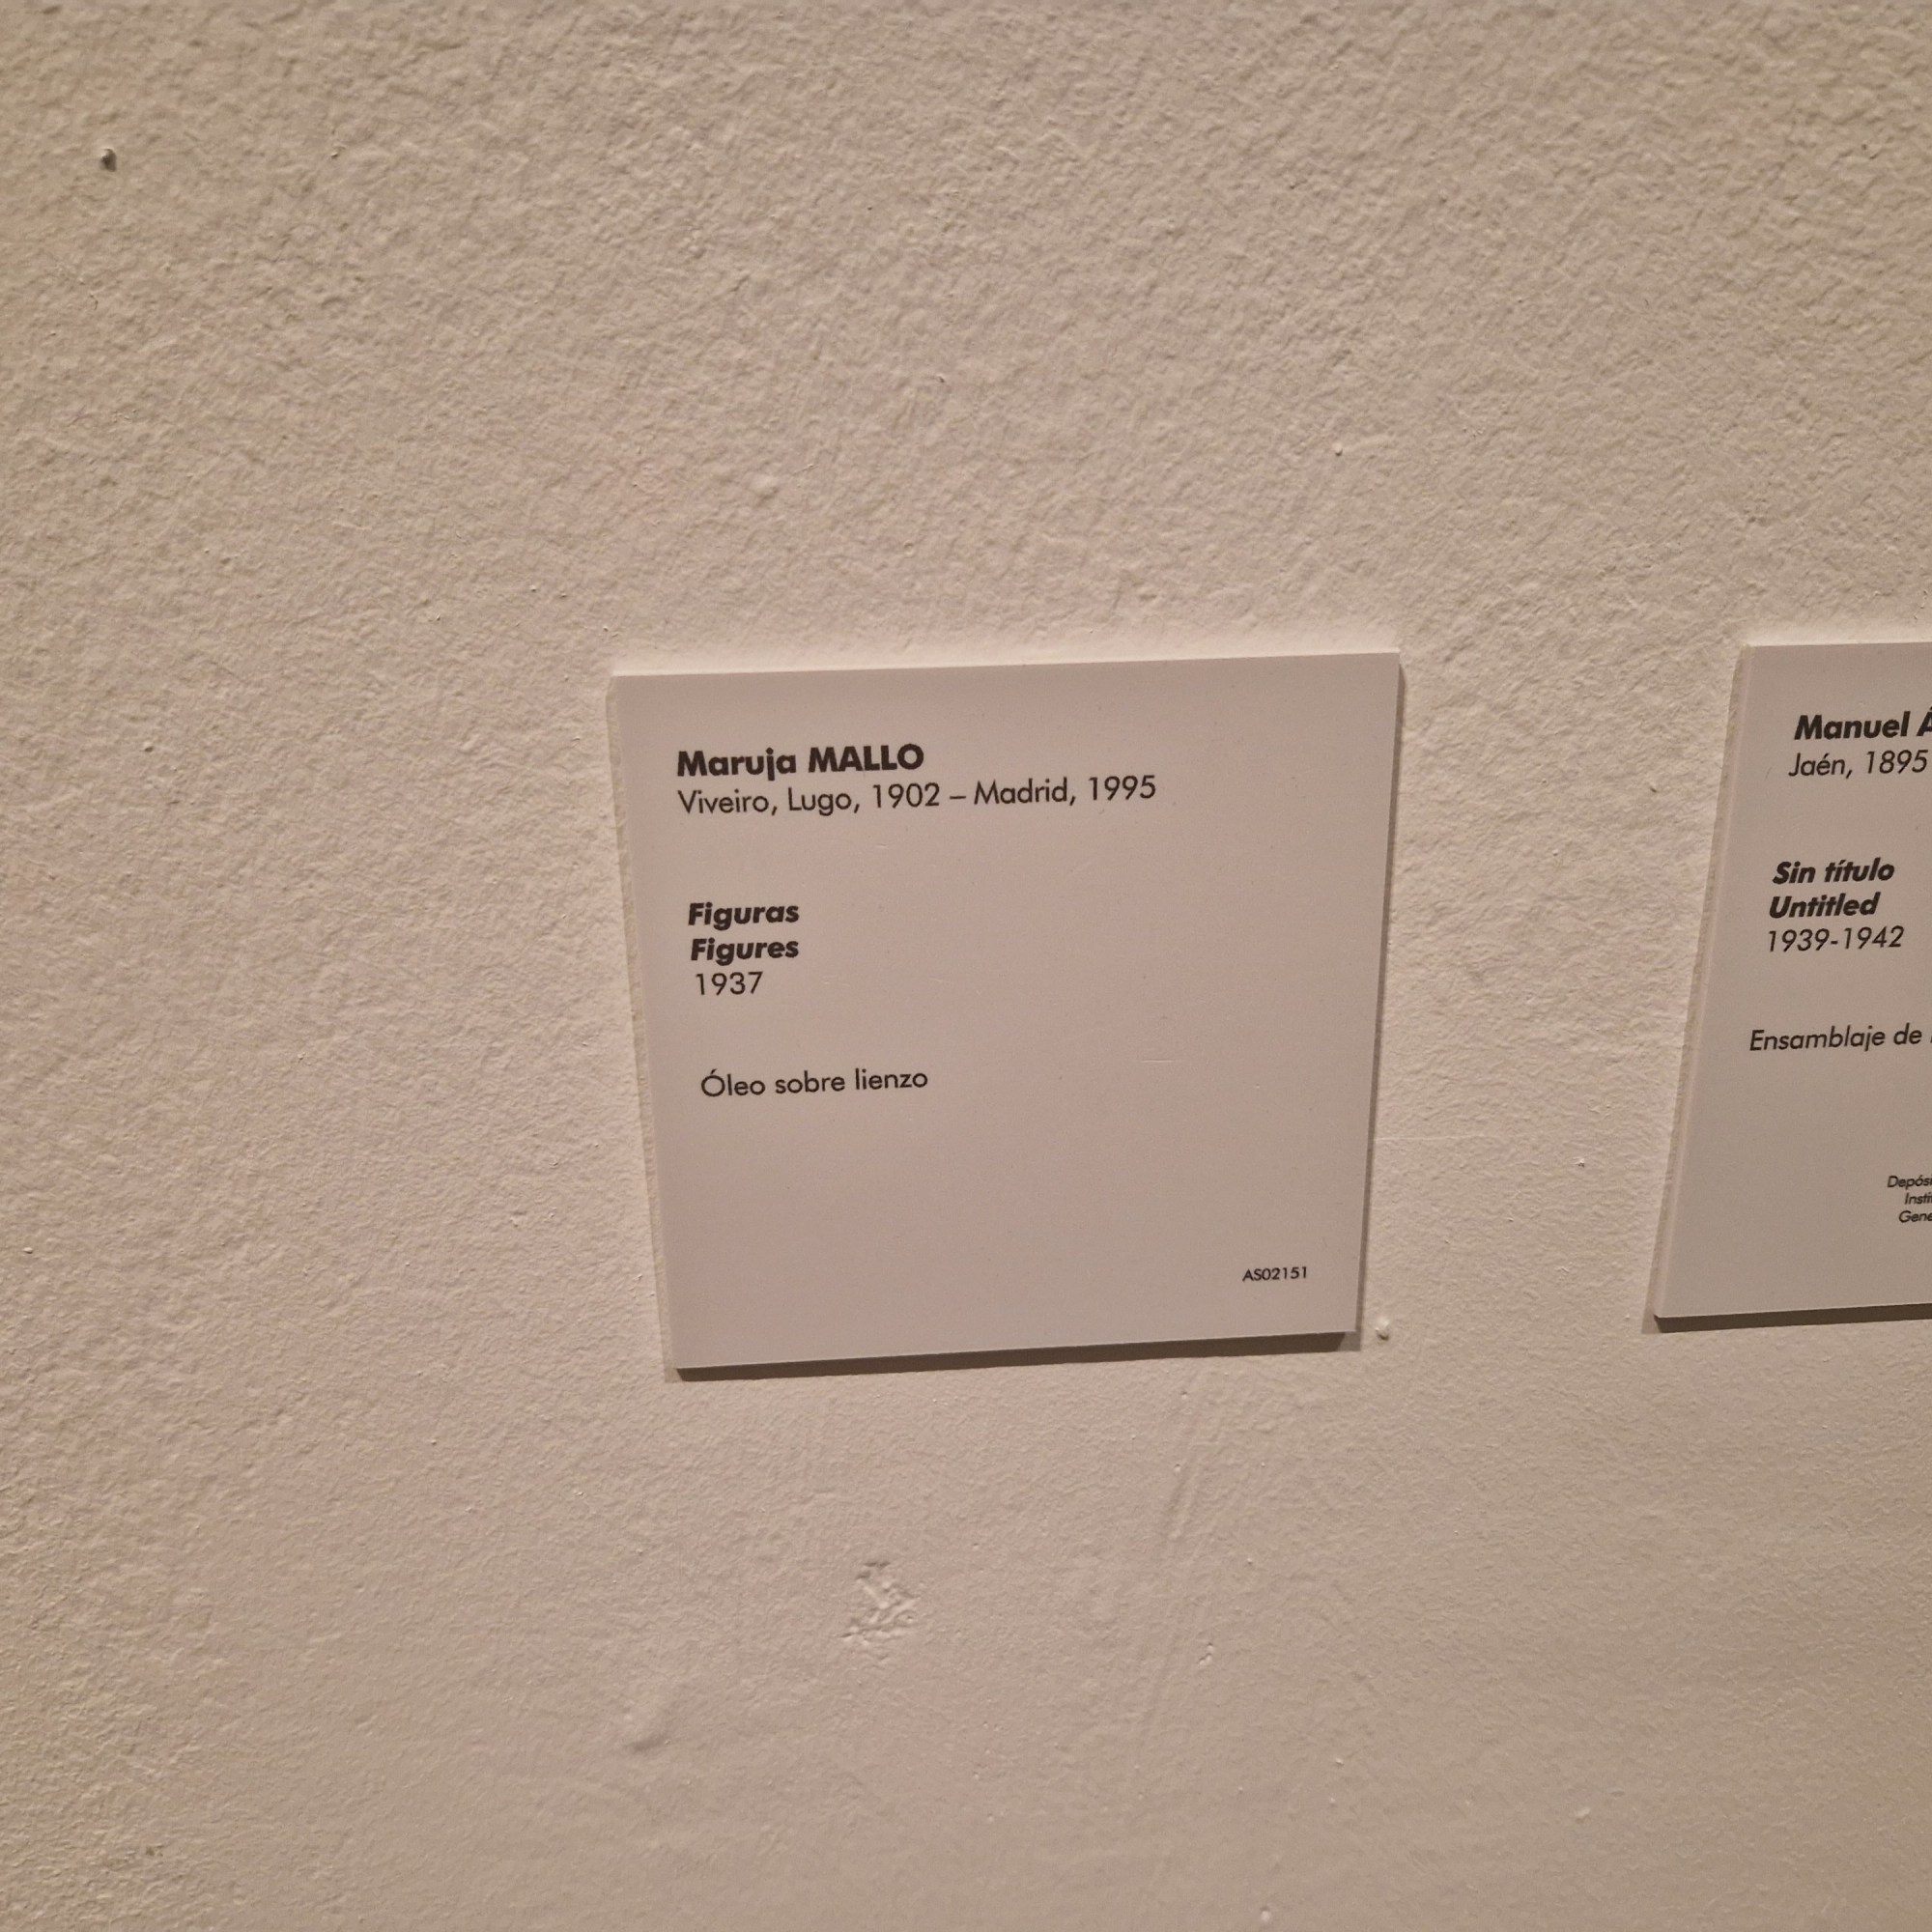 Maruja MALLO
Viveiro, Lugo, 1902 – Madrid, 1995
Figuras
Figures
1937
Óleo sobre lienzo
AS02151
Manuel
Jaén, 1895
Sin título
Untitled
1939-1942
Ensamblaje de